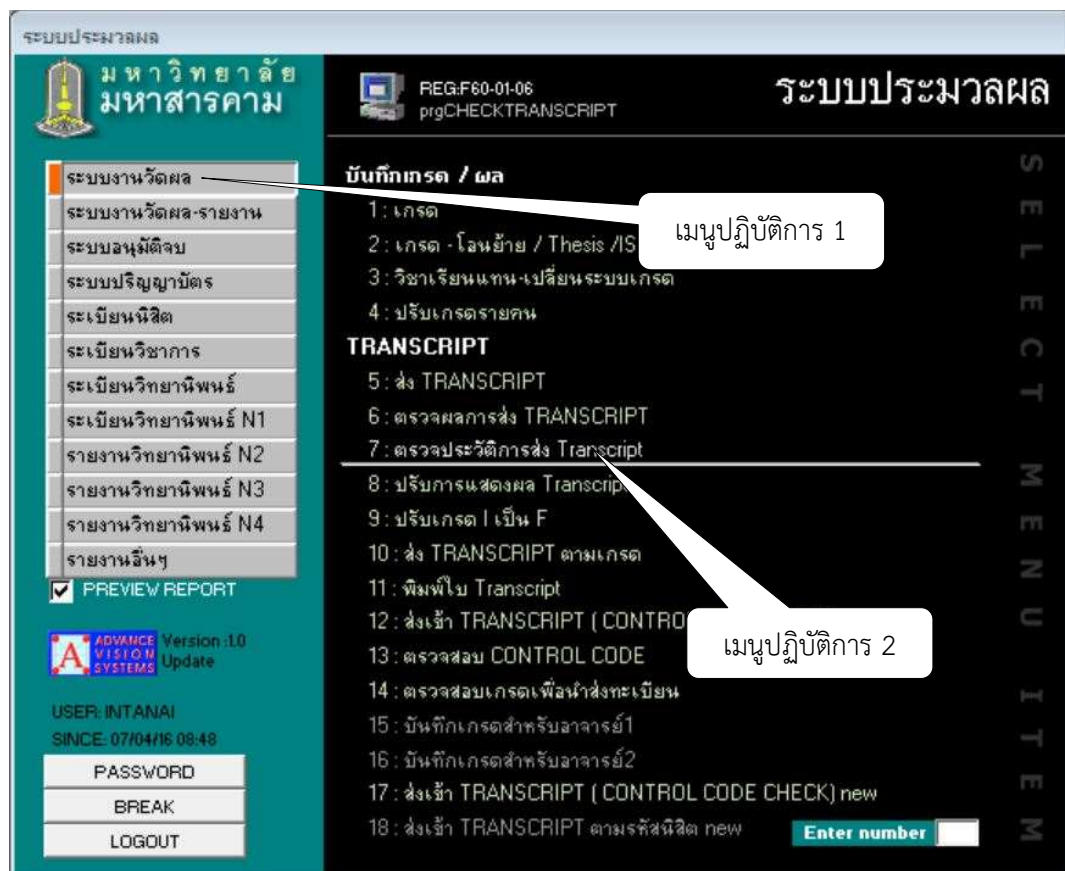 ระบบประมวลผล
มหาวิทยาลัย
มหาสารคาม
REG:F60-01-06
prgCHECKTRANSCRIPT
ระบบประมวลผล
ระบบงานวัดผล
ระบบงานวัดผล-รายงาน
ระบบอนุมัติจบ
ระบบปริญญาบัตร
ระเบียนนิสิต
ระเบียนวิชาการ
ระเบียนวิทยานิพนธ์
ระเบียนวิทยานิพนธ์ N1
รายงานวิทยานิพนธ์ N2
รายงานวิทยานิพนธ์ N3
รายงานวิทยานิพนธ์ N4
รายงานอื่นๆ
PREVIEW REPORT
ADVANCE
VISION
SYSTEMS
Version :1.0
Update
USER: INTANAI
SINCE: 07/04/16 08:48
PASSWORD
BREAK
LOGOUT
บันทึกเกรด / ผล
1 : เกรด
2 : เกรด - โอนย้าย / Thesis /IS
3 : วิชาเรียนแทน-เปลี่ยนระบบเกรด
4 : ปรับเกรดรายคน
TRANSCRIPT
5 : ส่ง TRANSCRIPT
6 : ตรวจผลการส่ง TRANSCRIPT
7 : ตรวจประวัติการส่ง Transcript
8 : ปรับการแสดงผล Transcrip
9 : ปรับเกรด I เป็น F
10 : ส่ง TRANSCRIPT ตามเกรด
11 : พิมพ์ใบ Transcript
12 : ส่งเข้า TRANSCRIPT ( CONTRO
13 : ตรวจสอบ CONTROL CODE
14 : ตรวจสอบเกรดเพื่อนำส่งทะเบียน
15 : บันทึกเกรดสำหรับอาจารย์1
16 : บันทึกเกรดสำหรับอาจารย์2
17 : ส่งเข้า TRANSCRIPT ( CONTROL CODE CHECK) new
18 : ส่งเข้า TRANSCRIPT ตามรหัสนิสิต new
Enter number
เมนูปฏิบัติการ 1
เมนูปฏิบัติการ 2
SELECT MENU ITEM